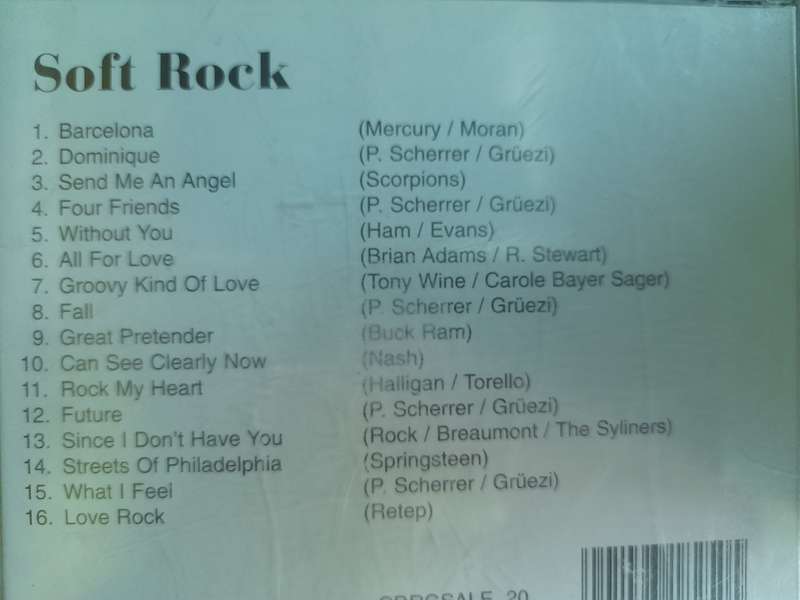 Soft Rock
1. Barcelona (Mercury / Moran)
2. Dominique (P. Scherrer / Grüezi)
3. Send Me An Angel (Scorpions)
4. Four Friends (P. Scherrer / Grüezi)
5. Without You (Ham / Evans)
6. All For Love (Brian Adams / R. Stewart)
7. Groovy Kind Of Love (Tony Wine / Carole Bayer Sager)
8. Fall (P. Scherrer / Grüezi)
9. Great Pretender (Buck Ram)
10. Can See Clearly Now (Nash)
11. Rock My Heart (Halligan / Torello)
12. Future (P. Scherrer / Grüezi)
13. Since I Don't Have You (Rock / Breaumont / The Syliners)
14. Streets Of Philadelphia (Springsteen)
15. What I Feel (P. Scherrer / Grüezi)
16. Love Rock (Retep)
20